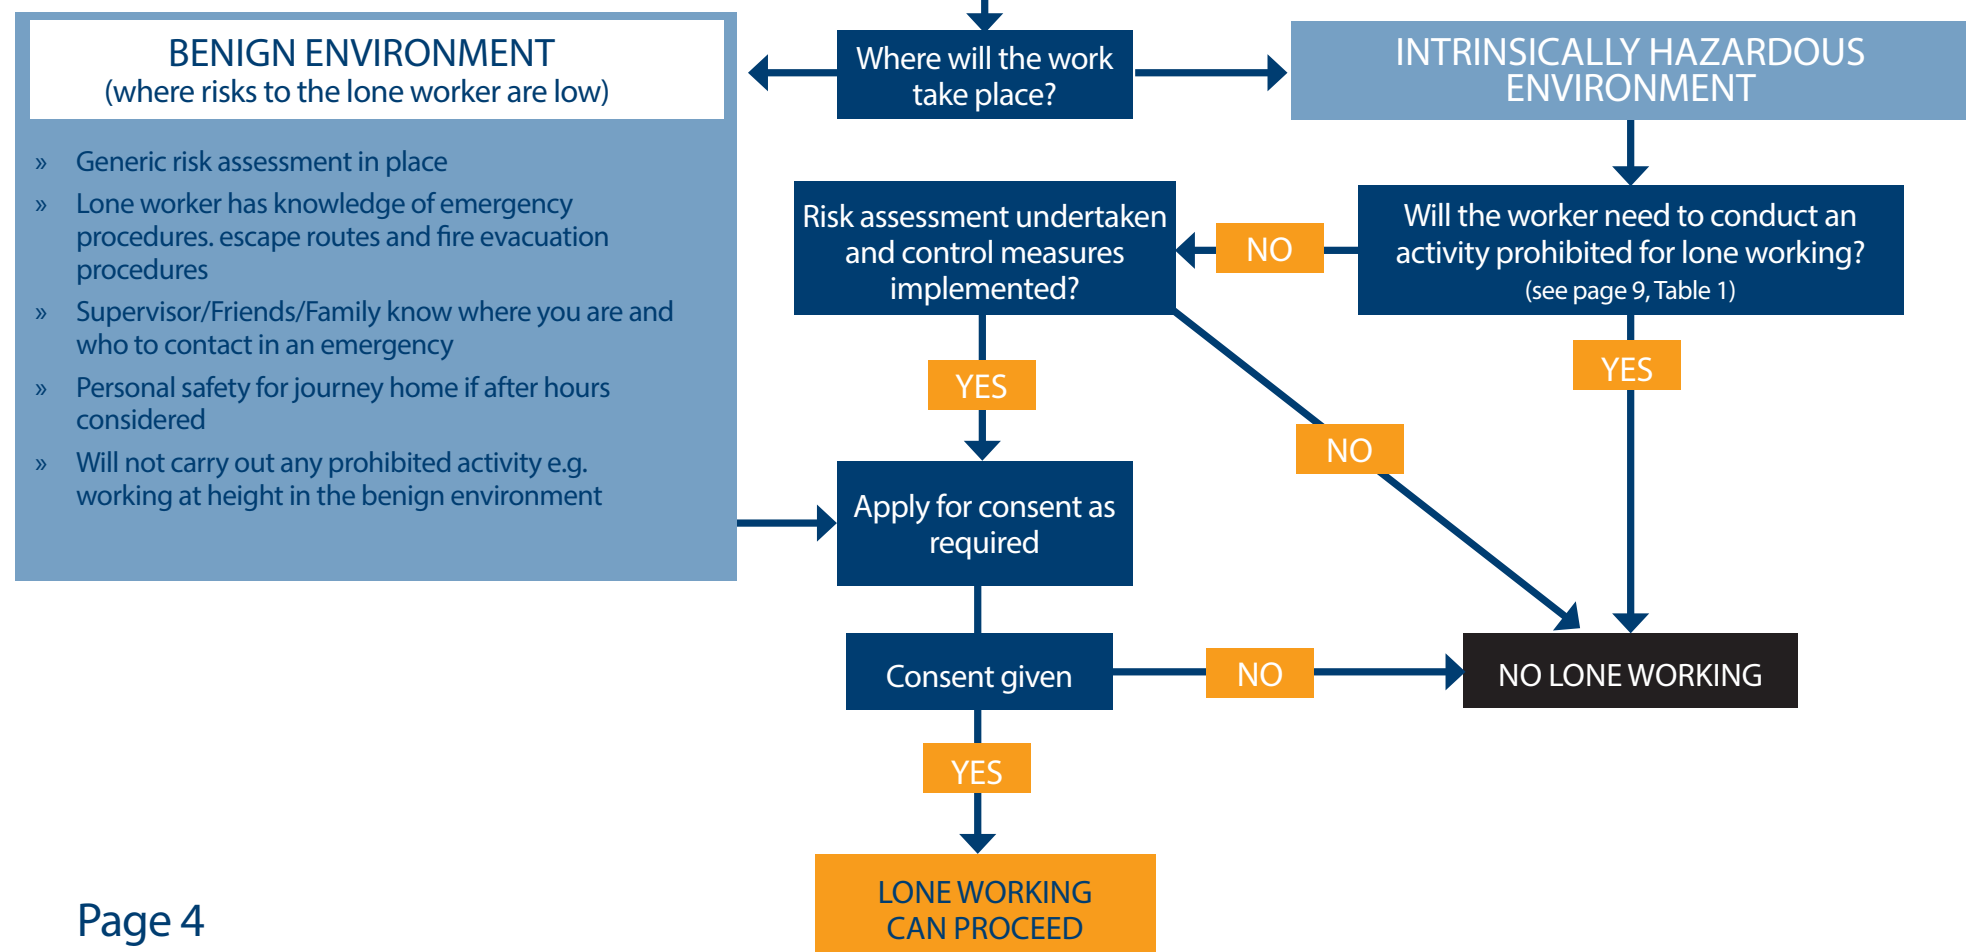 BENIGN ENVIRONMENT
(where risks to the lone worker are low)
» Generic risk assessment in place
» Lone worker has knowledge of emergency
procedures. escape routes and fire evacuation
procedures
» Supervisor/Friends/Family know where you are and
who to contact in an emergency
» Personal safety for journey home if after hours
considered
» Will not carry out any prohibited activity e.g.
working at height in the benign environment
Where will the work
take place?
INTRINSICALLY HAZARDOUS
ENVIRONMENT
Will the worker need to conduct an
activity prohibited for lone working?
(see page 9, Table 1)
NO
YES
Risk assessment undertaken
and control measures
implemented?
YES
NO
Apply for consent as
required
Consent given
NO
NO LONE WORKING
YES
LONE WORKING
CAN PROCEED
Page 4